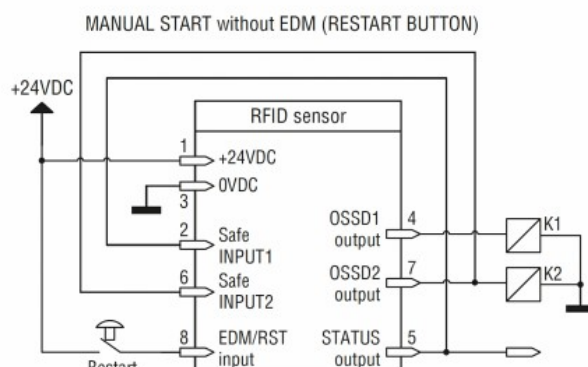 MANUAL START without EDM (RESTART BUTTON)
+24VDC
RFID sensor
1
+24VDC
0VDC
3
2
Safe
INPUT1
6
Safe
INPUT2
8
EDM/RST
input
Restart
OSSD1
output
4
K1
OSSD2
output
7
K2
STATUS
output
5